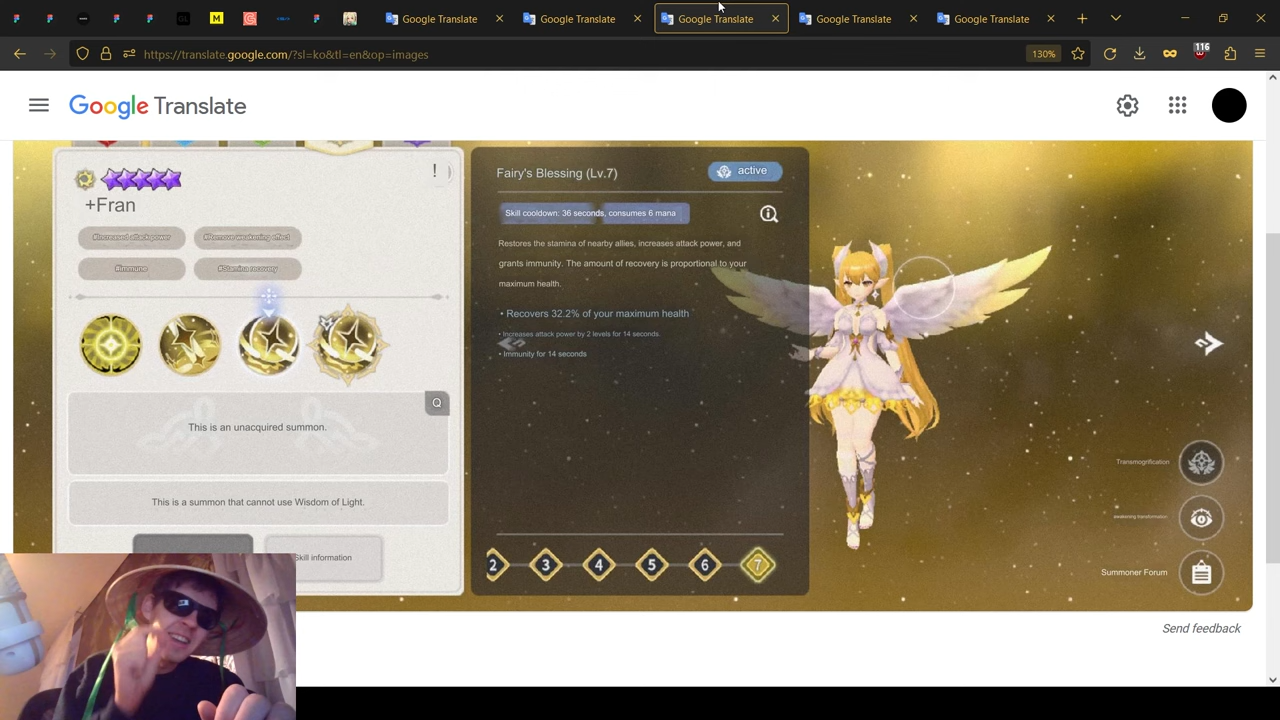 Google Translate
Google Translate
Google Translate
Google Translate
Google Translate
https://translate.google.com/?sl=ko&tl=en&op=images
130%
116
Google Translate
+Fran
!
#Increased attack power
#Remove weakening effect
#immune
#Stamina recovery
Q
This is an unacquired summon.
This is a summon that cannot use Wisdom of Light.
Skill information
Fairy's Blessing (Lv.7)
active
Skill cooldown: 36 seconds, consumes 6 mana
Restores the stamina of nearby allies, increases attack power, and
grants immunity. The amount of recovery is proportional to your
maximum health.
• Recovers 32.2% of your maximum health
• Increases attack power by 2 levels for 14 seconds.
• Immunity for 14 seconds
2 3 4 5 6 7
Transmogrification
awakening transformation
Summoner Forum
Send feedback